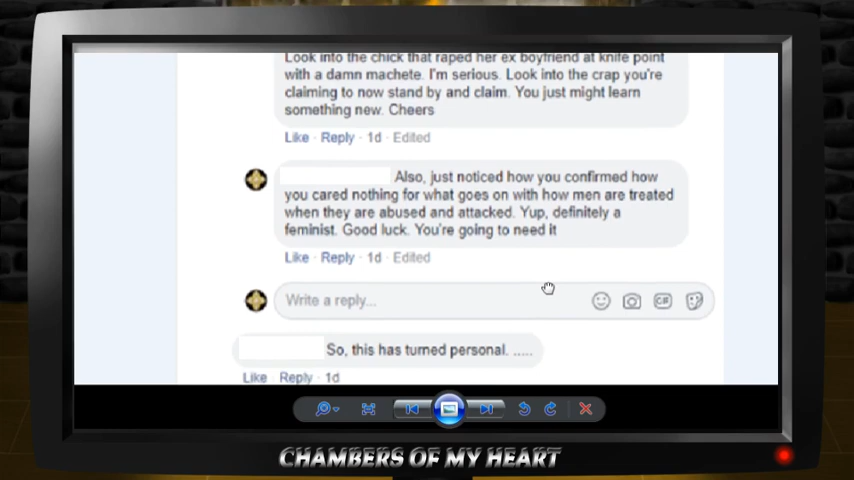 Look into the chick that raped her ex boyfriend at knife point
with a damn machete. I'm serious. Look into the crap you're
claiming to now stand by and claim. You just might learn
something new. Cheers
Like · Reply · 1d · Edited
Also, just noticed how you confirmed how
you cared nothing for what goes on with how men are treated
when they are abused and attacked. Yup, definitely a
feminist. Good luck. You're going to need it
Like · Reply · 1d · Edited
Write a reply...
So, this has turned personal. .....
Like · Reply · 1d
CHAMBERS OF MY HEART